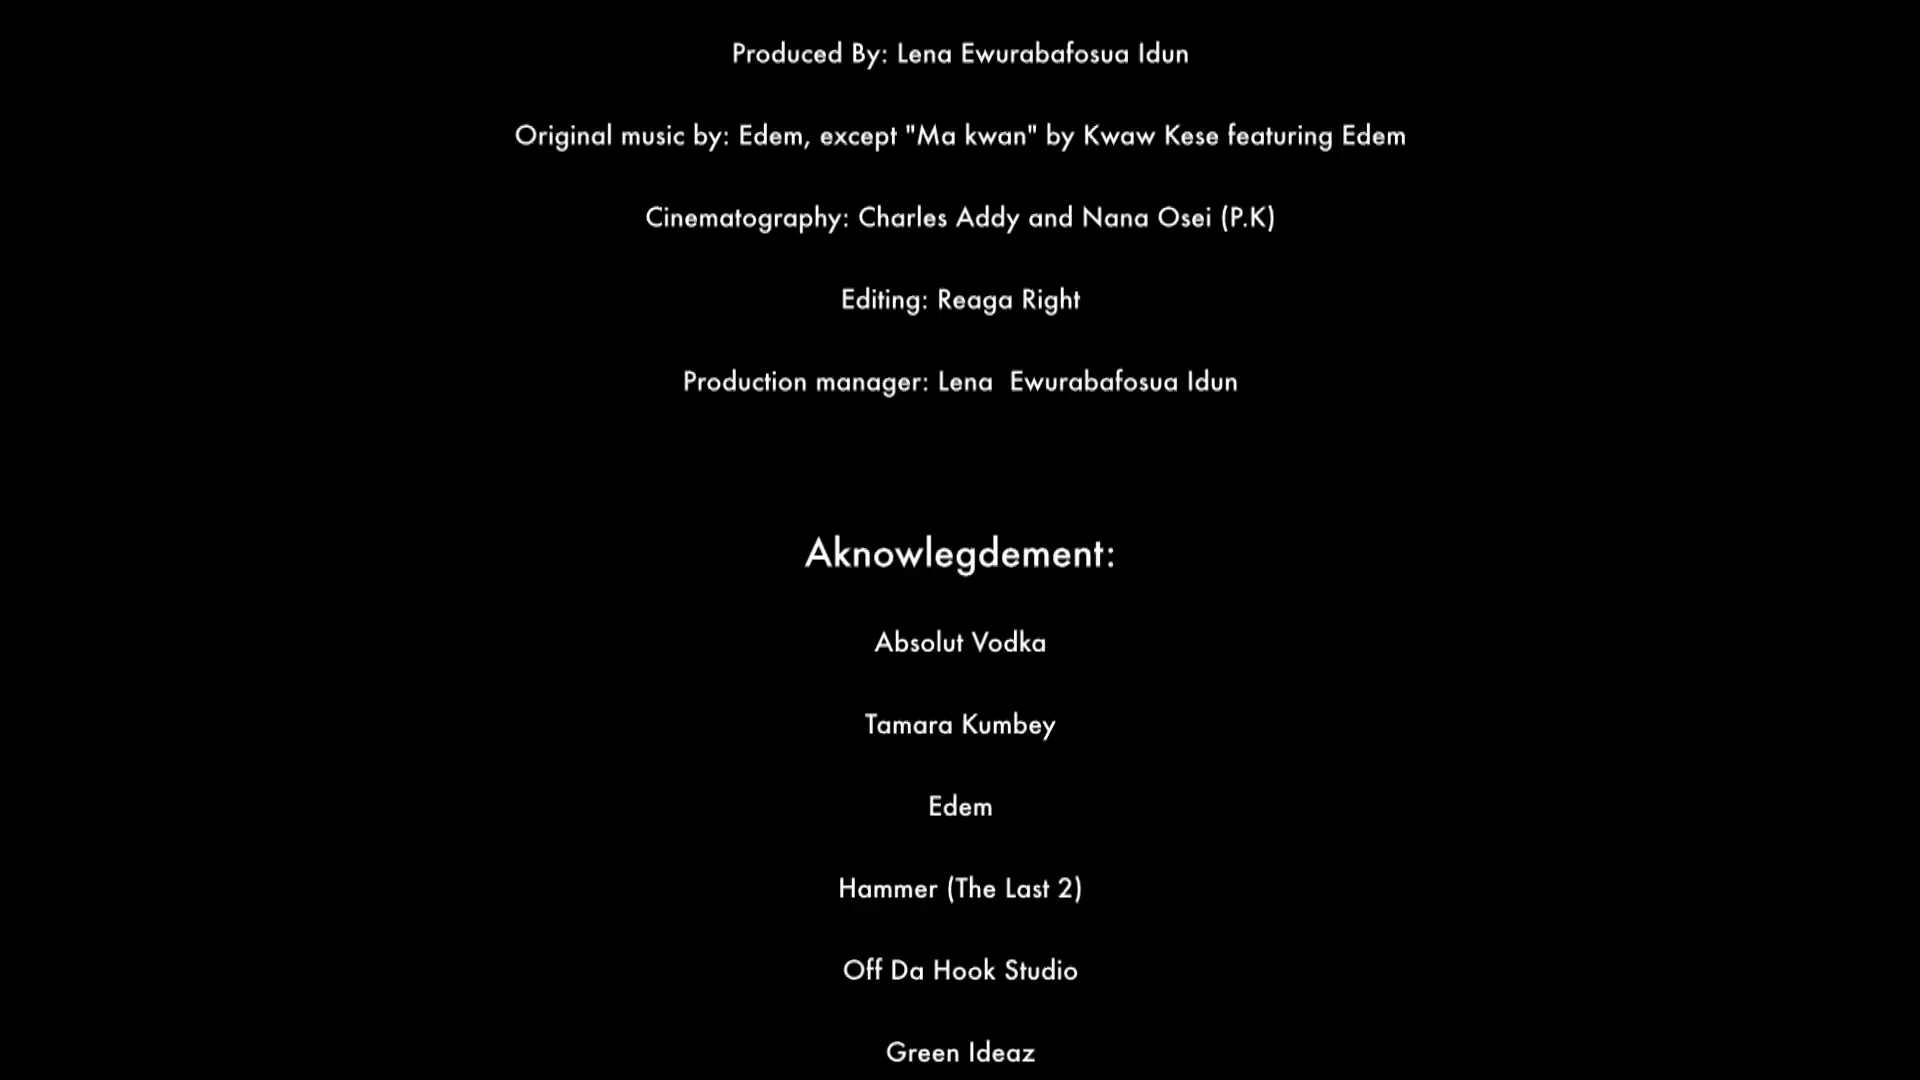 Produced By: Lena Ewurabafosua Idun
Original music by: Edem, except "Ma kwan" by Kwaw Kese featuring Edem
Cinematography: Charles Addy and Nana Osei (P.K)
Editing: Reaga Right
Production manager: Lena  Ewurabafosua Idun
Aknowlegdement:
Absolut Vodka
Tamara Kumbey
Edem
Hammer (The Last 2)
Off Da Hook Studio
Green Ideaz